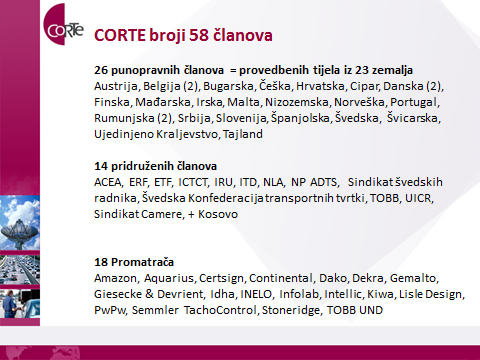 CORTE
CORTE broji 58 članova
26 punopravnih članova = provedbenih tijela iz 23 zemalja
Austrija, Belgija (2), Bugarska, Češka, Hrvatska, Cipar, Danska (2),
Finska, Mađarska, Irska, Malta, Nizozemska, Norveška, Portugal,
Rumunjska (2), Srbija, Slovenija, Španjolska, Švedska, Švicarska,
Ujedinjeno Kraljevstvo, Tajland
14 pridruženih članova
ACEA, ERF, ETF, ICTCT, IRU, ITD, NLA, NP ADTS, Sindikat švedskih
radnika, Švedska Konfederacija transportnih tvrtki, TOBB, UICR,
Sindikat Camere, + Kosovo
18 Promatrača
Amazon, Aquarius, Certsign, Continental, Dako, Dekra, Gemalto,
Giesecke & Devrient, Idha, INELO, Infolab, Intellic, Kiwa, Lisle Design,
PwPw, Semmler TachoControl, Stoneridge, TOBB UND